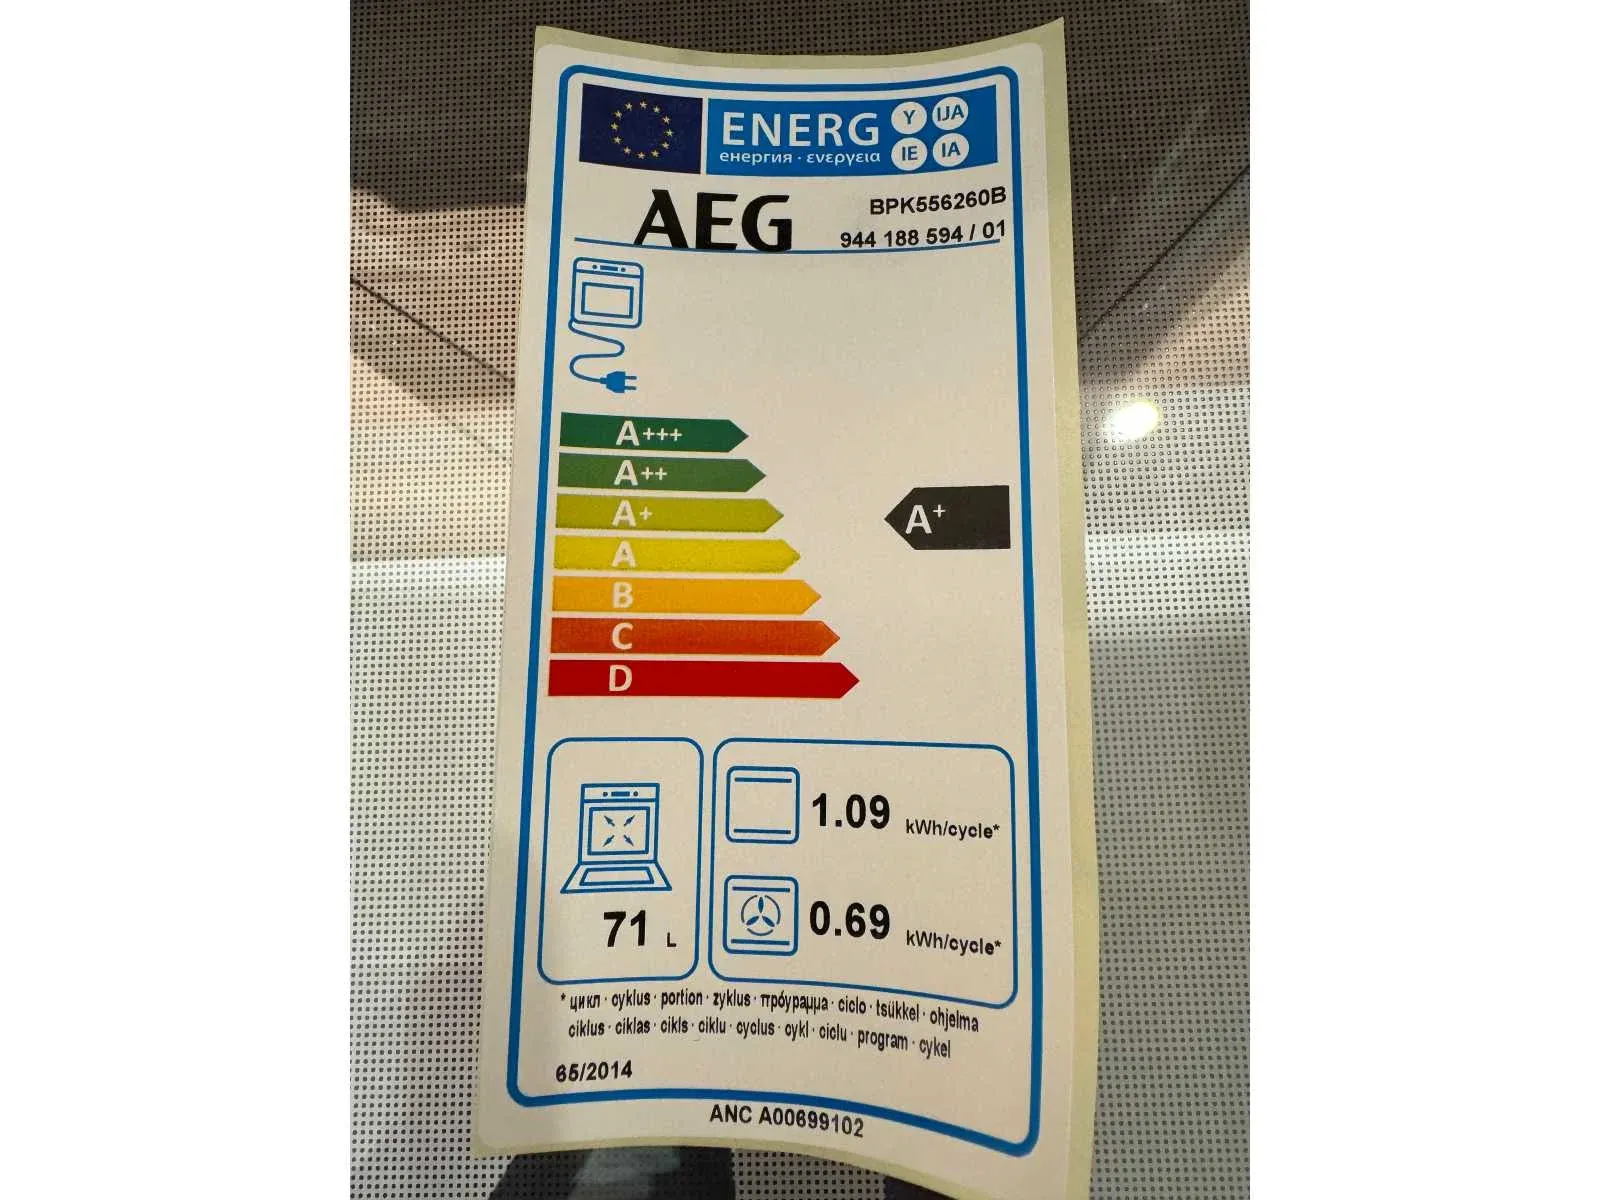 ENERG Y IJA
енергия · ενεργεια IE IA
AEG BPK556260B
944 188 594 / 01
A+++
A++
A+
A+
A
B
C
D
1.09 kWh/cycle*
0.69 kWh/cycle*
71 L
* цикл · cyklus · portion · zyklus · πρόγραμμα · ciclo · tsükkel · ohjelma
ciklus · ciklas · cikls · ciklu · cyclus · cykl · ciclu · program · cykel
65/2014
ANC A00699102